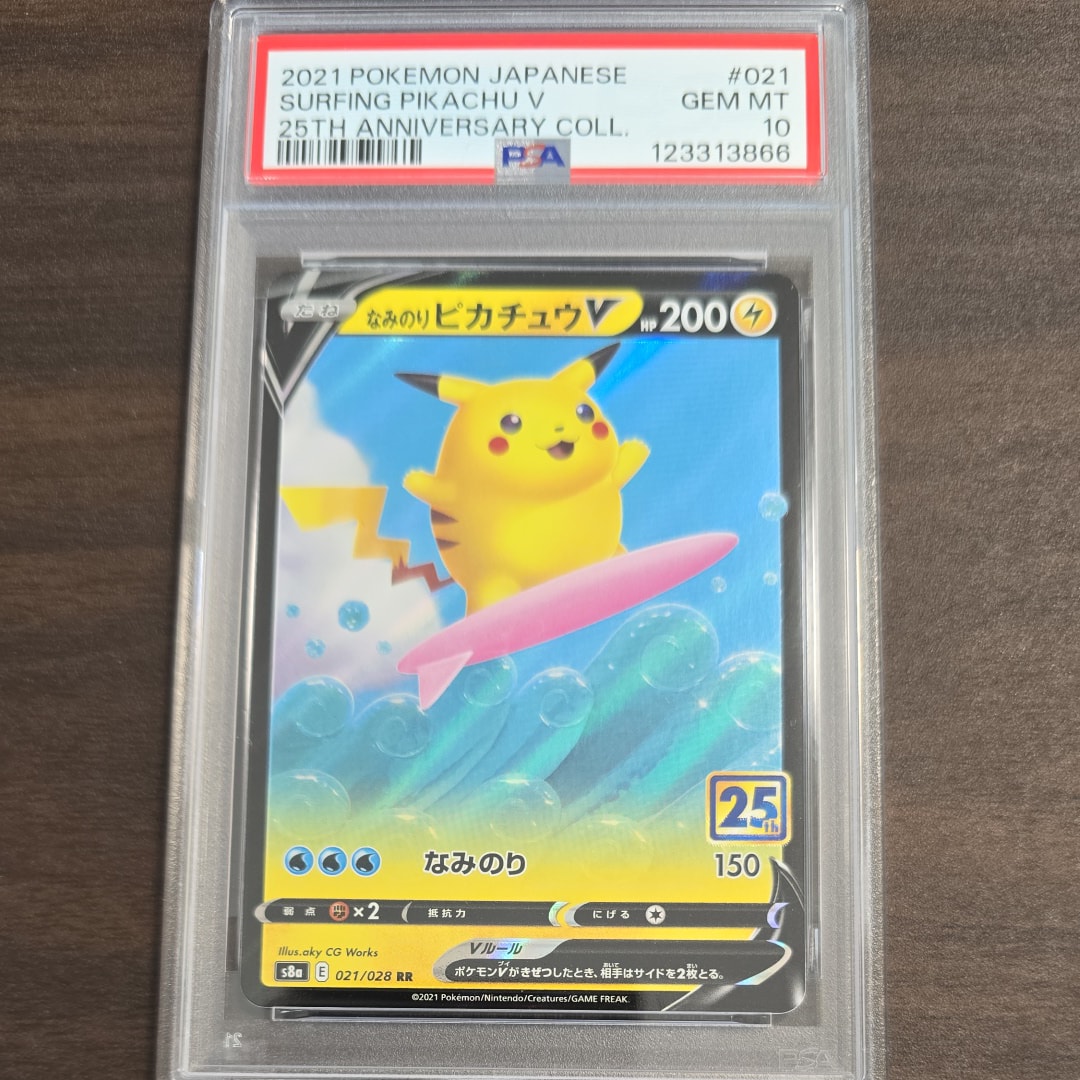 2021 POKEMON JAPANESE #021
SURFING PIKACHU V GEM MT
25TH ANNIVERSARY COLL. 10
PSA 123313866
たね なみのりピカチュウV HP200
25th
なみのり 150
弱点 ×2 抵抗力 にげる
Illus.aky CG Works
Vルール
s8a E 021/028 RR ポケモンVがきぜつしたとき、相手はサイドを2枚とる。
©2021 Pokémon/Nintendo/Creatures/GAME FREAK.
PSA